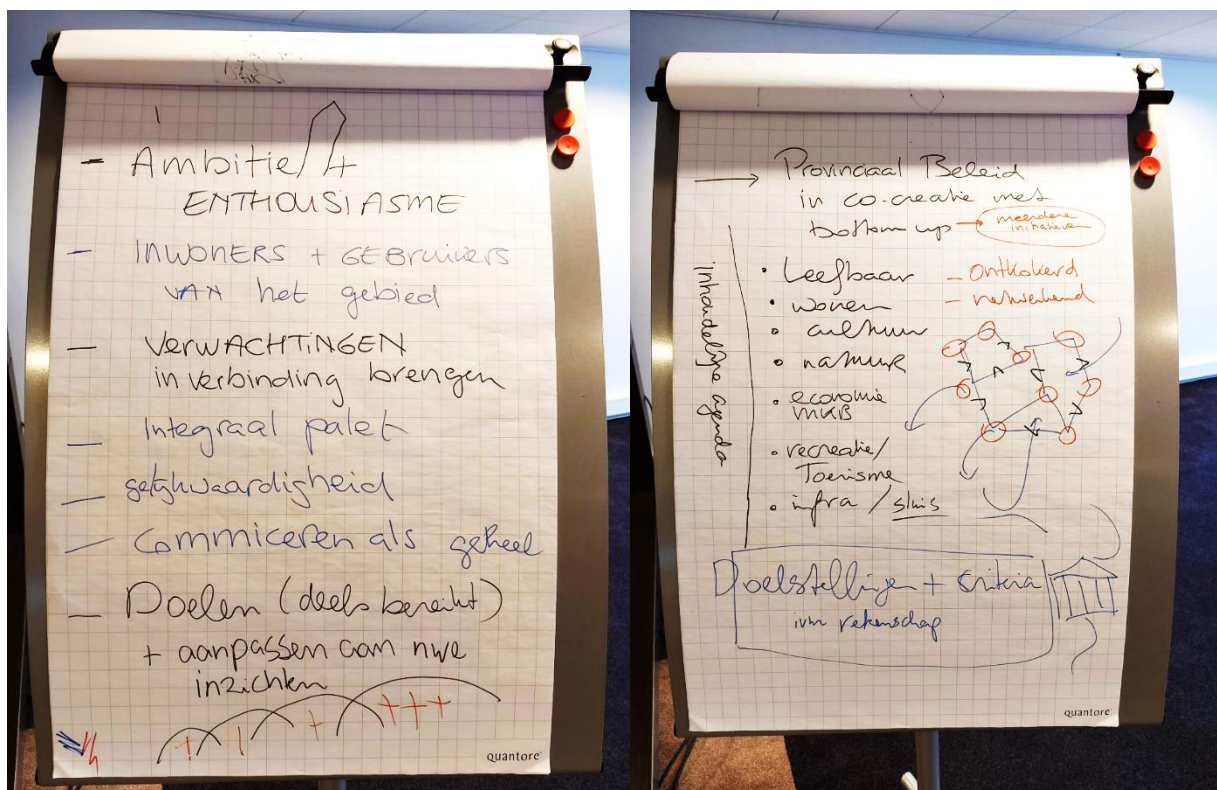 - Ambitie +
ENTHOUSIASME
- INWONERS + GEBRUIKERS
VAN het gebied
- VERWACHTINGEN
in verbinding brengen
- Integraal palet
- gelijkwaardigheid
- Commiceren als geheel
- Doelen (deels bereikt)
+ aanpassen aan nwe
inzichten
+ | + +++
quantore
→ Provinciaal Beleid
in co-creatie met
bottom up → meerdere
initiatieven
inhoudelijke agenda
• Leefbaar
• wonen
• cultuur
• natuur
• economie
MKB
• recreatie/
Toerisme
• infra / sluis
- ontkokerd
- netwerkend
Doelstellingen + criteria
ivm rekenschap
quantore